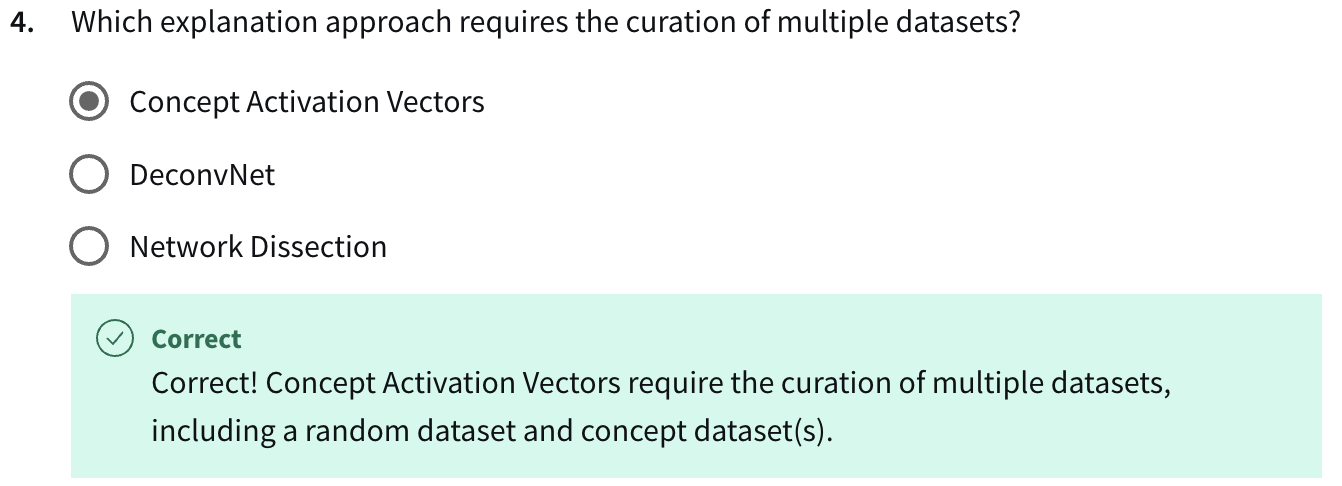 4. Which explanation approach requires the curation of multiple datasets?
Concept Activation Vectors
DeconvNet
Network Dissection
Correct
Correct! Concept Activation Vectors require the curation of multiple datasets,
including a random dataset and concept dataset(s).